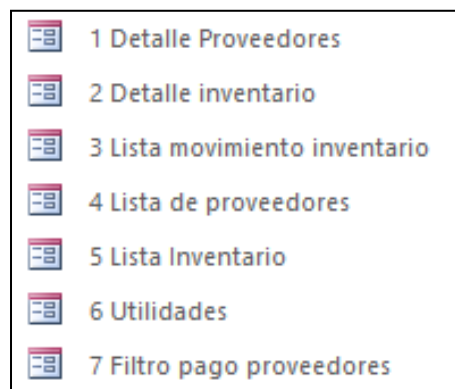 1 Detalle Proveedores
2 Detalle inventario
3 Lista movimiento inventario
4 Lista de proveedores
5 Lista Inventario
6 Utilidades
7 Filtro pago proveedores